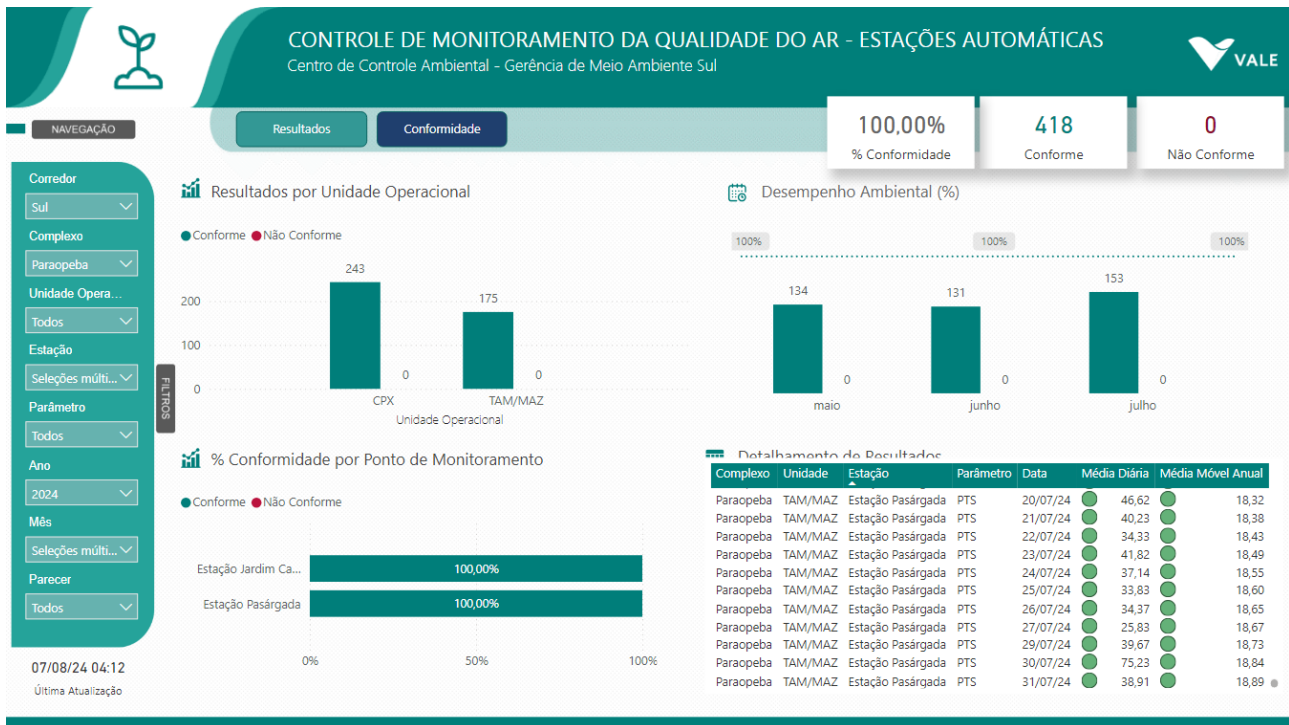 CONTROLE DE MONITORAMENTO DA QUALIDADE DO AR - ESTAÇÕES AUTOMÁTICAS
Centro de Controle Ambiental - Gerência de Meio Ambiente Sul
VALE
NAVEGAÇÃO
Resultados
Conformidade
100,00%
% Conformidade
418
Conforme
0
Não Conforme
Corredor
Sul
Complexo
Paraopeba
Unidade Opera...
Todos
Estação
Seleções múlti...
Parâmetro
Todos
Ano
2024
Mês
Seleções múlti...
Parecer
Todos
07/08/24 04:12
Última Atualização
FILTROS
Resultados por Unidade Operacional
Conforme Não Conforme
243
175
200
100
0
0
0
CPX TAM/MAZ
Unidade Operacional
Desempenho Ambiental (%)
100% 100% 100%
134 131 153
0 0 0
maio junho julho
% Conformidade por Ponto de Monitoramento
Conforme Não Conforme
Estação Jardim Ca... 100,00%
Estação Pasárgada 100,00%
0% 50% 100%
Detalhamento de Resultados
Complexo Unidade Estação Parâmetro Data Média Diária Média Móvel Anual
Paraopeba TAM/MAZ Estação Pasárgada PTS 20/07/24 46,62 18,32
Paraopeba TAM/MAZ Estação Pasárgada PTS 21/07/24 40,23 18,38
Paraopeba TAM/MAZ Estação Pasárgada PTS 22/07/24 34,33 18,43
Paraopeba TAM/MAZ Estação Pasárgada PTS 23/07/24 41,82 18,49
Paraopeba TAM/MAZ Estação Pasárgada PTS 24/07/24 37,14 18,55
Paraopeba TAM/MAZ Estação Pasárgada PTS 25/07/24 33,83 18,60
Paraopeba TAM/MAZ Estação Pasárgada PTS 26/07/24 34,37 18,65
Paraopeba TAM/MAZ Estação Pasárgada PTS 27/07/24 25,83 18,67
Paraopeba TAM/MAZ Estação Pasárgada PTS 29/07/24 39,67 18,73
Paraopeba TAM/MAZ Estação Pasárgada PTS 30/07/24 75,23 18,84
Paraopeba TAM/MAZ Estação Pasárgada PTS 31/07/24 38,91 18,89